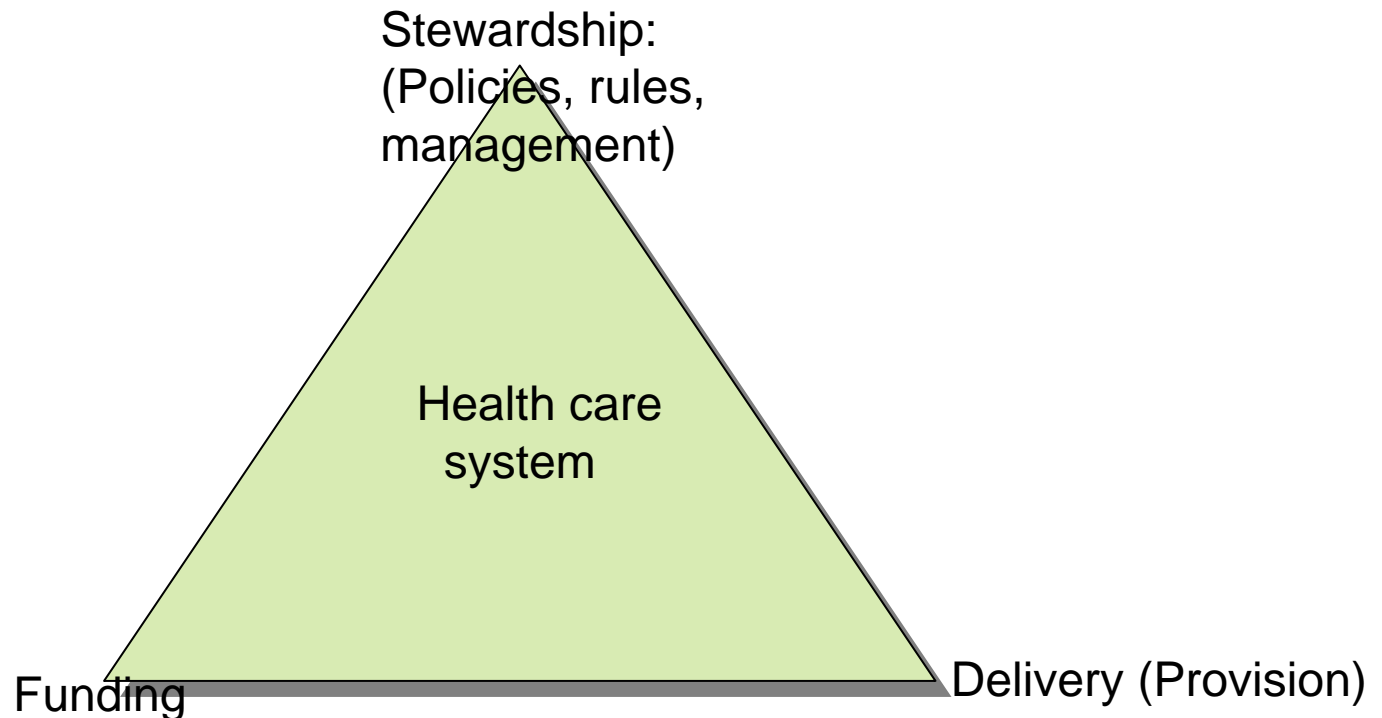 Stewardship:
(Policies, rules,
management)
Health care
system
Funding
Delivery (Provision)